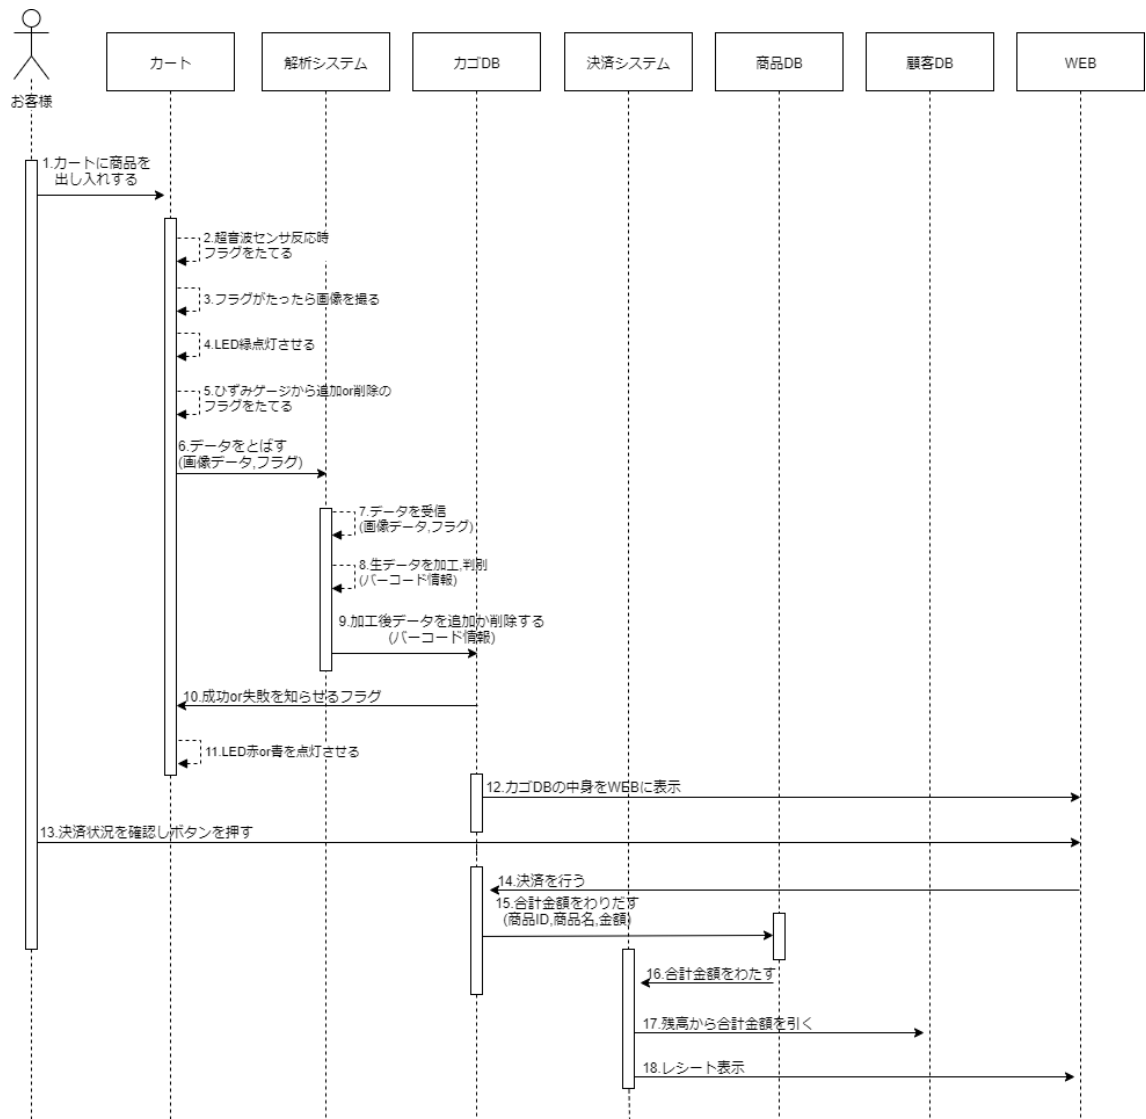 お客様
カート
解析システム
カゴDB
決済システム
商品DB
顧客DB
WEB
1.カートに商品を
出し入れする
2.超音波センサ反応時
フラグをたてる
3.フラグがたったら画像を撮る
4.LED緑点灯させる
5.ひずみゲージから追加or削除の
フラグをたてる
6.データをとばす
(画像データ,フラグ)
7.データを受信
(画像データ,フラグ)
8.生データを加工,判別
(バーコード情報)
9.加工後データを追加か削除する
(バーコード情報)
10.成功or失敗を知らせるフラグ
11.LED赤or青を点灯させる
12.カゴDBの中身をWEBに表示
13.決済状況を確認しボタンを押す
14.決済を行う
15.合計金額をわりだす
(商品ID,商品名,金額)
16.合計金額をわたす
17.残高から合計金額を引く
18.レシート表示